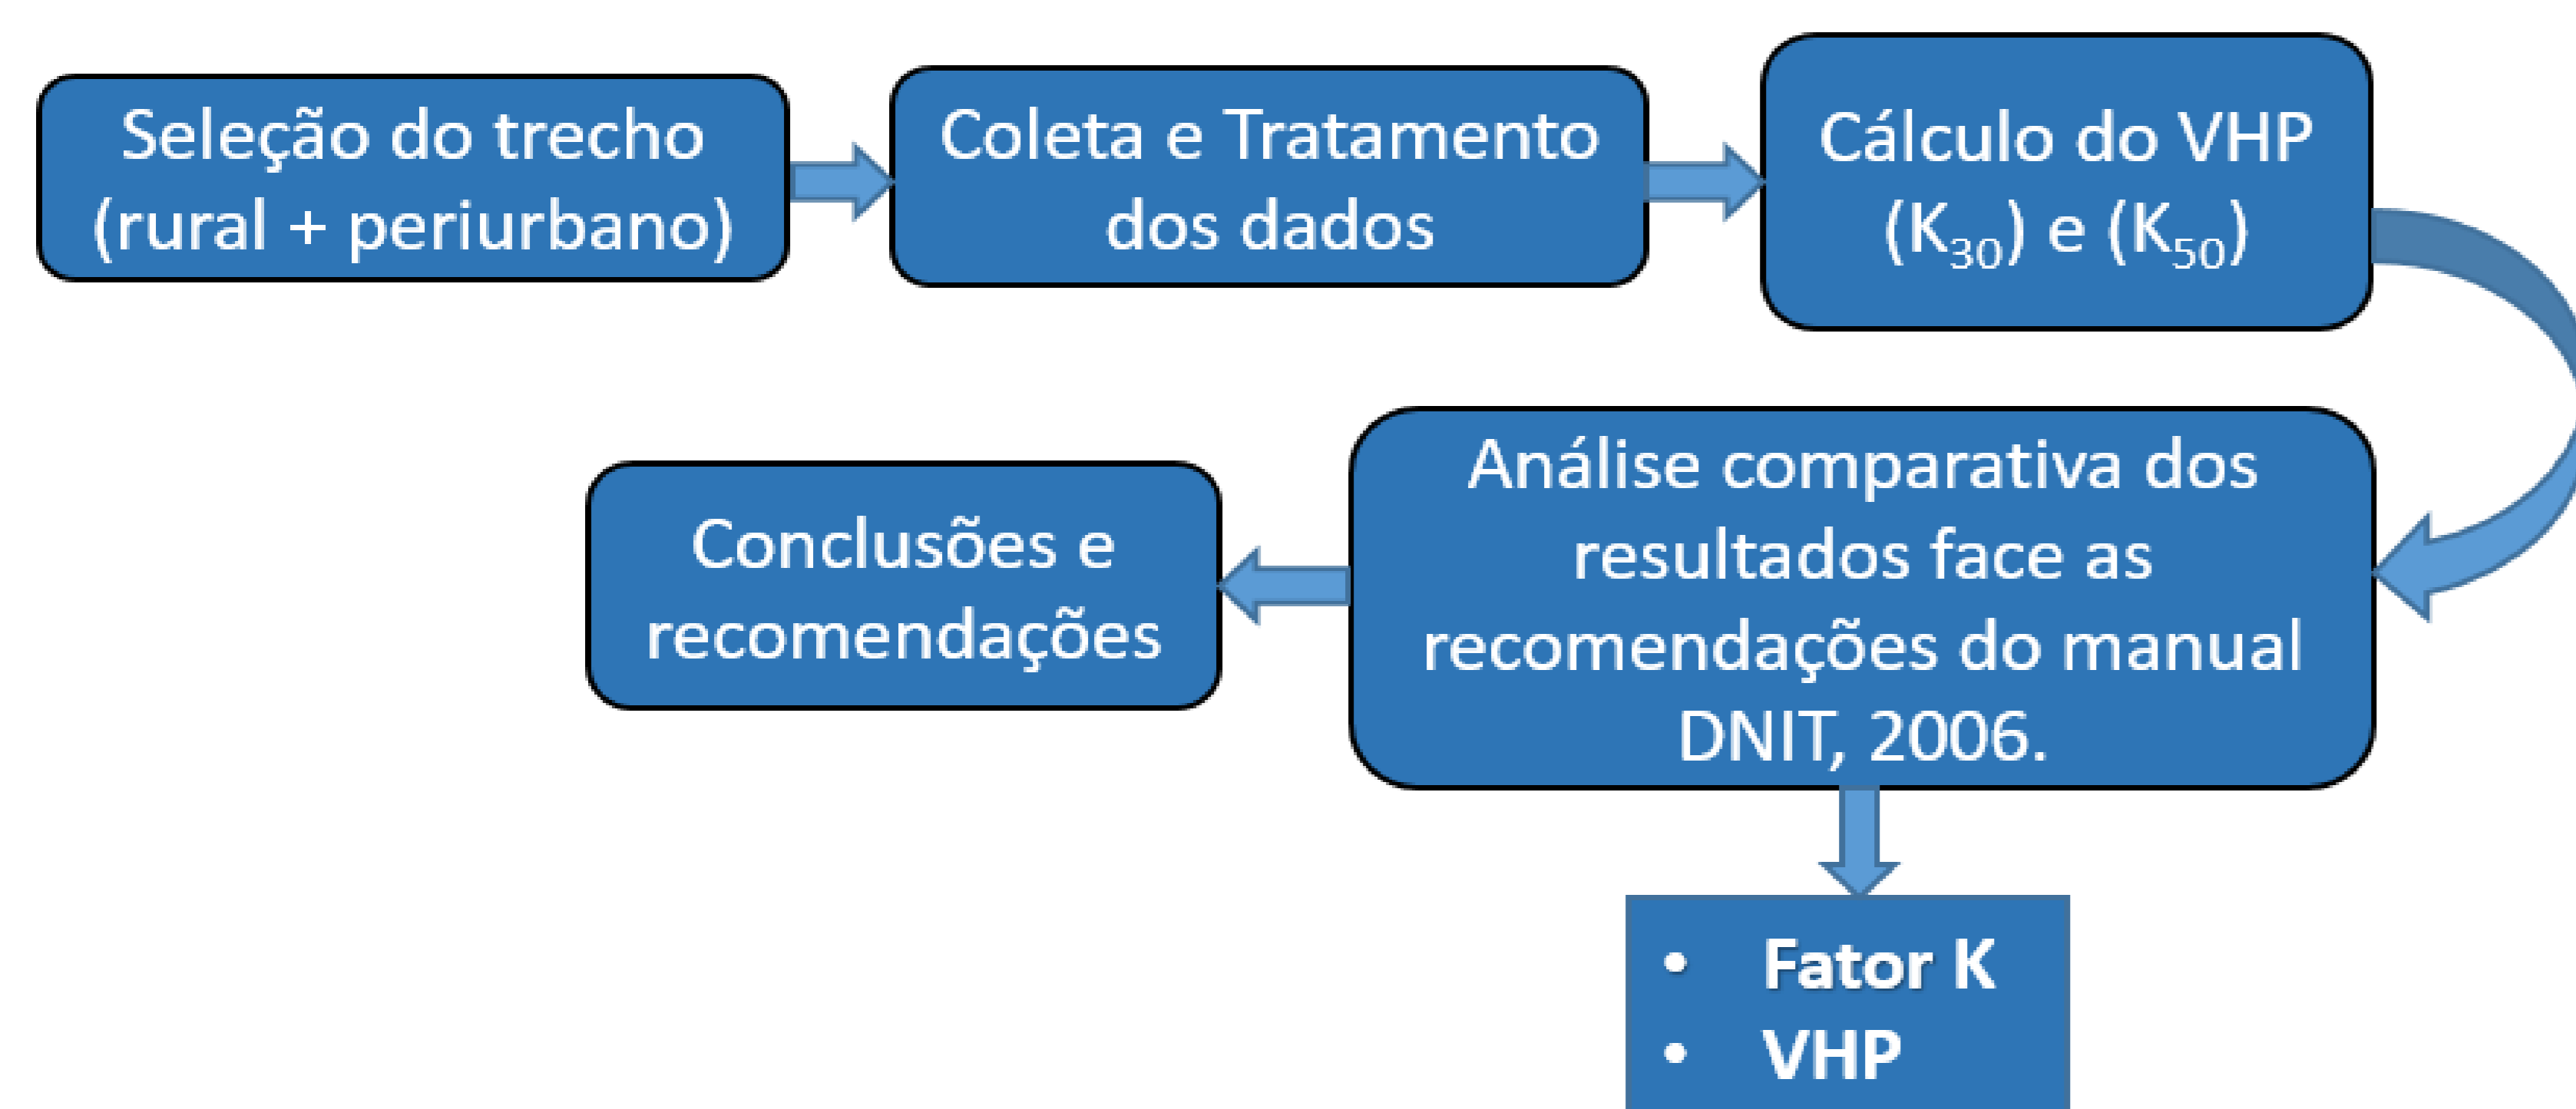 Seleção do trecho
(rural + periurbano)
Coleta e Tratamento
dos dados
Cálculo do VHP
(K30) e (K50)
Análise comparativa dos
resultados face as
recomendações do manual
DNIT, 2006.
Conclusões e
recomendações
• Fator K
• VHP